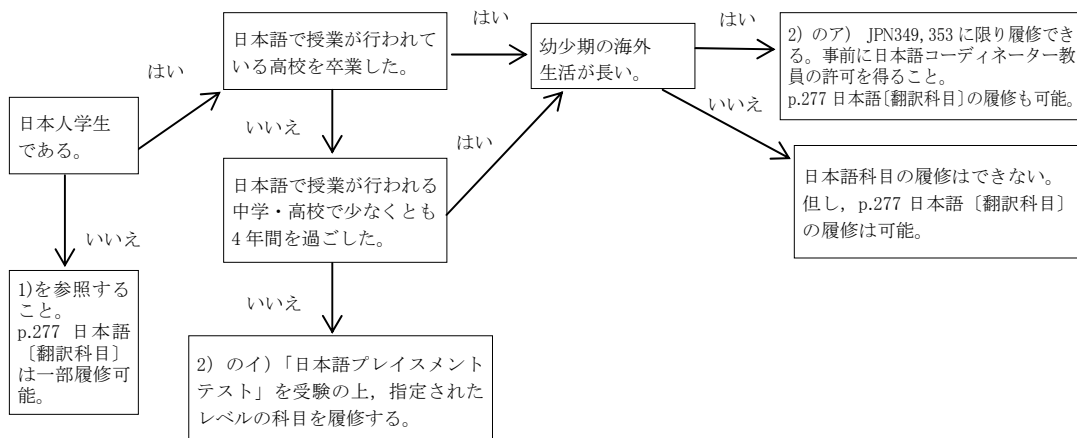 日本人学生
である。
はい
いいえ
1)を参照する
こと。
p.277 日本語
〔翻訳科目〕
は一部履修可
能。
日本語で授業が行われて
いる高校を卒業した。
はい
いいえ
日本語で授業が行われる
中学・高校で少なくとも
4年間を過ごした。
はい
いいえ
2）のイ）「日本語プレイスメント
テスト」を受験の上，指定された
レベルの科目を履修する。
幼少期の海外
生活が長い。
はい
いいえ
2）のア） JPN349, 353 に限り履修でき
る。事前に日本語コーディネーター教
員の許可を得ること。
p.277 日本語〔翻訳科目〕の履修も可能。
日本語科目の履修はできない。
但し，p.277 日本語〔翻訳科目〕
の履修は可能。